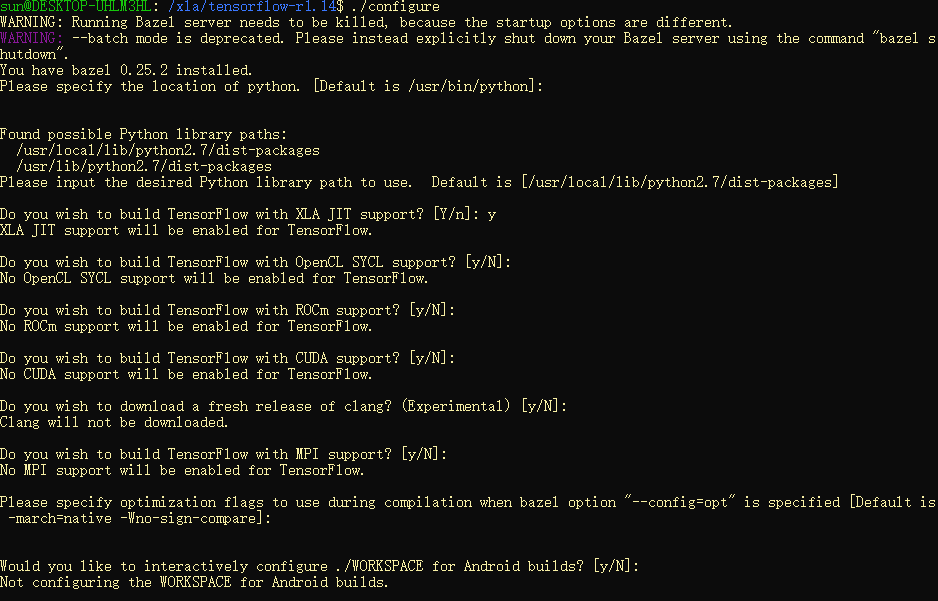 sun@DESKTOP-UHLM3HL: /xla/tensorflow-r1.14$ ./configure
WARNING: Running Bazel server needs to be killed, because the startup options are different.
WARNING: --batch mode is deprecated. Please instead explicitly shut down your Bazel server using the command "bazel s
hutdown".
You have bazel 0.25.2 installed.
Please specify the location of python. [Default is /usr/bin/python]:
Found possible Python library paths:
/usr/local/lib/python2.7/dist-packages
/usr/lib/python2.7/dist-packages
Please input the desired Python library path to use.  Default is [/usr/local/lib/python2.7/dist-packages]
Do you wish to build TensorFlow with XLA JIT support? [Y/n]: y
XLA JIT support will be enabled for TensorFlow.
Do you wish to build TensorFlow with OpenCL SYCL support? [y/N]:
No OpenCL SYCL support will be enabled for TensorFlow.
Do you wish to build TensorFlow with ROCm support? [y/N]:
No ROCm support will be enabled for TensorFlow.
Do you wish to build TensorFlow with CUDA support? [y/N]:
No CUDA support will be enabled for TensorFlow.
Do you wish to download a fresh release of clang? (Experimental) [y/N]:
Clang will not be downloaded.
Do you wish to build TensorFlow with MPI support? [y/N]:
No MPI support will be enabled for TensorFlow.
Please specify optimization flags to use during compilation when bazel option "--config=opt" is specified [Default is
-march=native -Wno-sign-compare]:
Would you like to interactively configure ./WORKSPACE for Android builds? [y/N]:
Not configuring the WORKSPACE for Android builds.